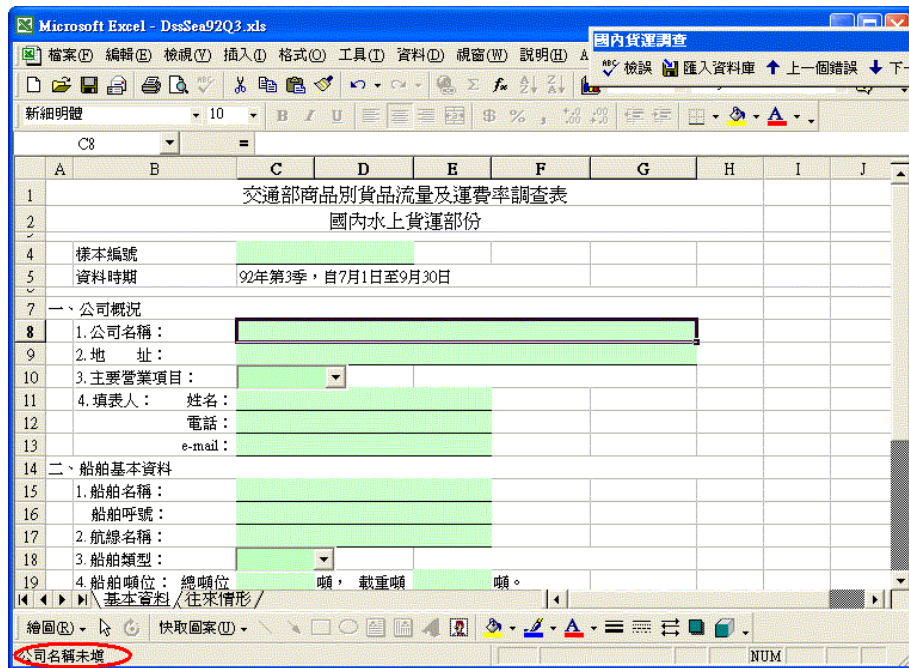 Microsoft Excel - DssSea92Q3.xls
檔案(F) 編輯(E) 檢視(V) 插入(I) 格式(O) 工具(T) 資料(D) 視窗(W) 說明(H) A
國內貨運調查
檢誤 匯入資料庫 上一個錯誤 下一
新細明體 10 B I U $ % ,
C8 =
A B C D E F G H I J
1 交通部商品別貨品流量及運費率調查表
2 國內水上貨運部份
4 樣本編號
5 資料時期 92年第3季，自7月1日至9月30日
7 一、公司概況
8 1.公司名稱：
9 2.地 址：
10 3.主要營業項目：
11 4.填表人： 姓名：
12 電話：
13 e-mail：
14 二、船舶基本資料
15 1.船舶名稱：
16 船舶呼號：
17 2.航線名稱：
18 3.船舶類型：
19 4.船舶噸位： 總噸位 噸， 載重噸 噸。
基本資料 往來情形
繪圖(R) 快取圖案(U)
公司名稱未填 NUM